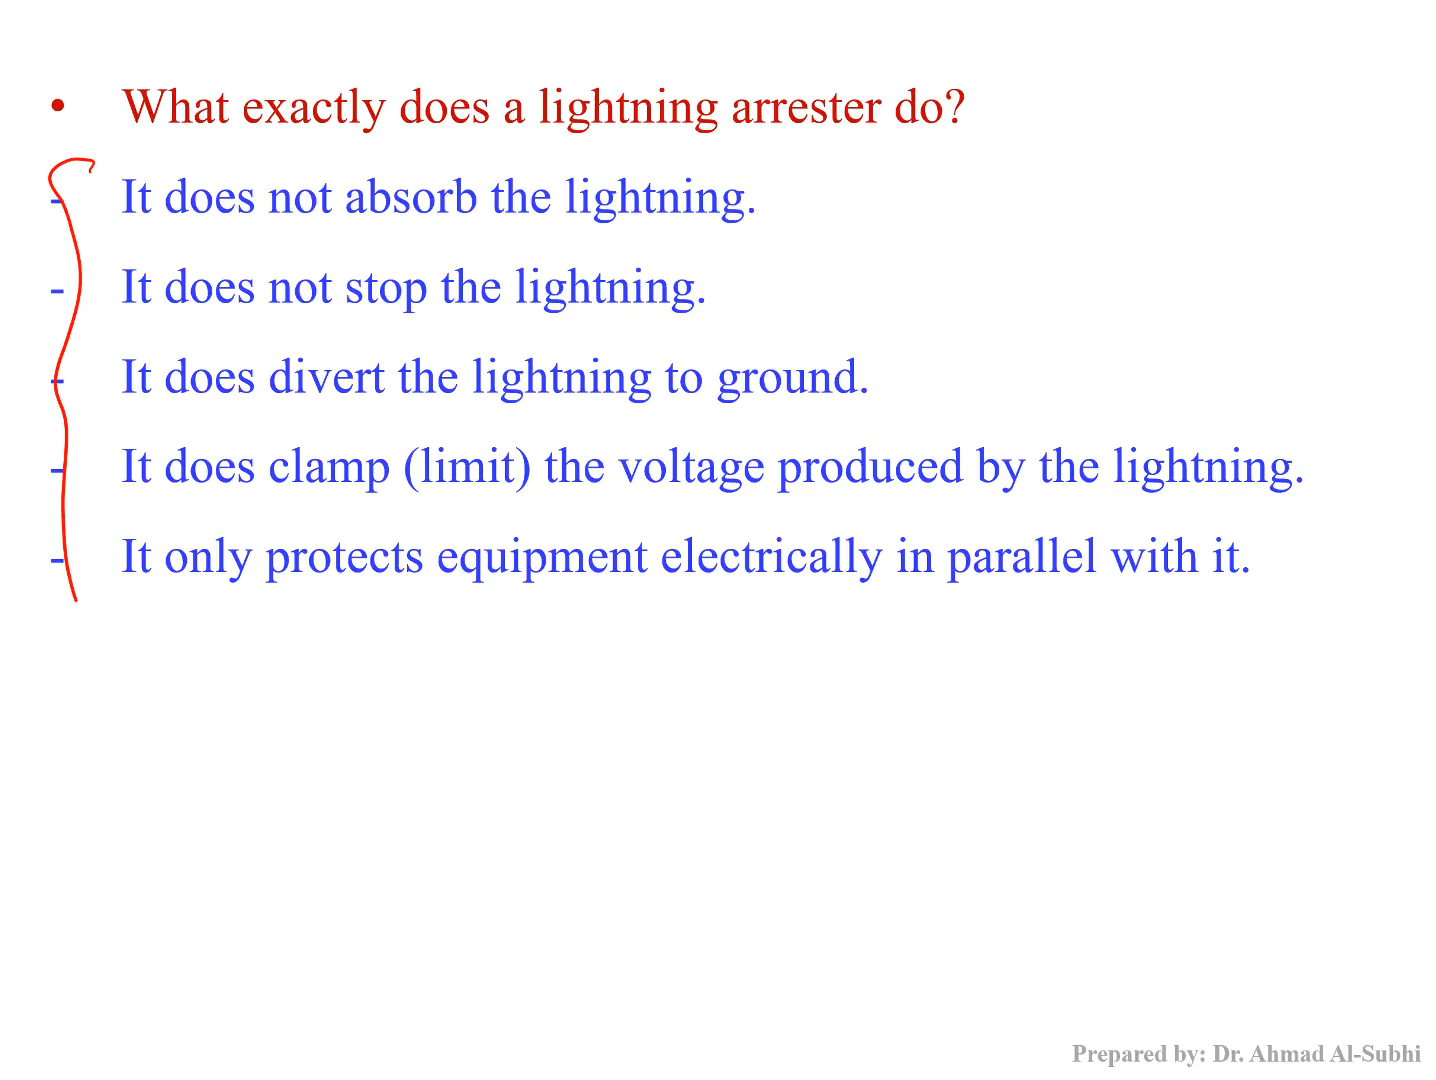 • What exactly does a lightning arrester do?
- It does not absorb the lightning.
- It does not stop the lightning.
- It does divert the lightning to ground.
- It does clamp (limit) the voltage produced by the lightning.
- It only protects equipment electrically in parallel with it.
Prepared by: Dr. Ahmad Al-Subhi